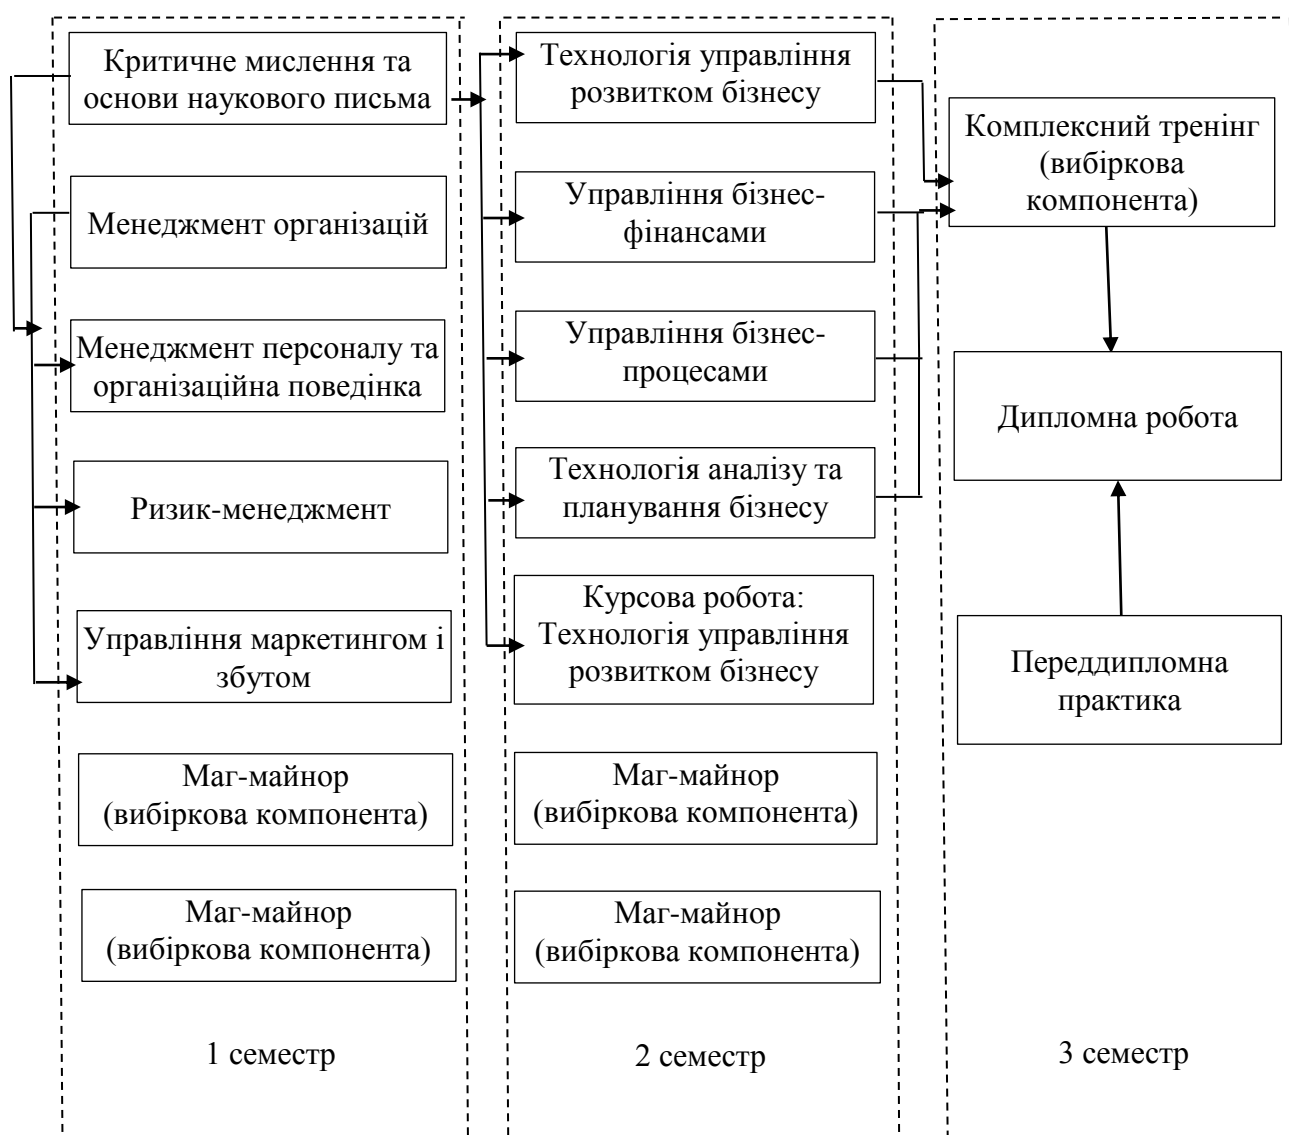 Критичне мислення та
основи наукового письма
Менеджмент організацій
Менеджмент персоналу та
організаційна поведінка
Ризик-менеджмент
Управління маркетингом і
збутом
Маг-майнор
(вибіркова компонента)
Маг-майнор
(вибіркова компонента)
1 семестр
Технологія управління
розвитком бізнесу
Управління бізнес-
фінансами
Управління бізнес-
процесами
Технологія аналізу та
планування бізнесу
Курсова робота:
Технологія управління
розвитком бізнесу
Маг-майнор
(вибіркова компонента)
Маг-майнор
(вибіркова компонента)
2 семестр
Комплексний тренінг
(вибіркова
компонента)
Дипломна робота
Переддипломна
практика
3 семестр